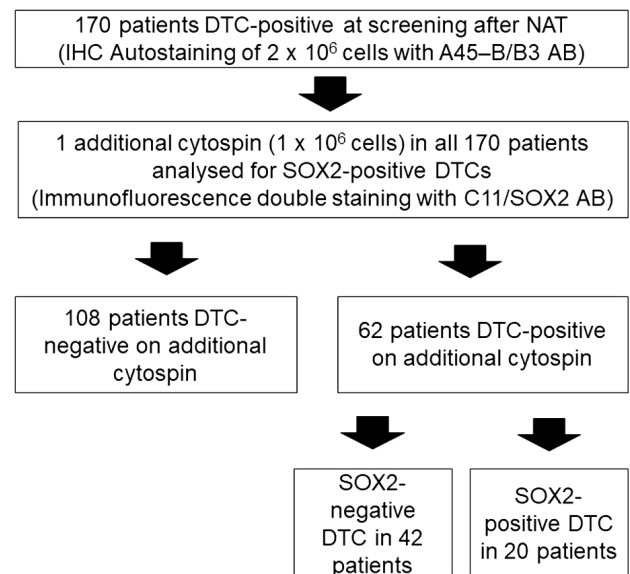 170 patients DTC-positive at screening after NAT
(IHC Autostaining of 2 x 10⁶ cells with A45–B/B3 AB)
1 additional cytospin (1 x 10⁶ cells) in all 170 patients
analysed for SOX2-positive DTCs
(Immunofluorescence double staining with C11/SOX2 AB)
108 patients DTC-
negative on additional
cytospin
62 patients DTC-positive
on additional cytospin
SOX2-
negative
DTC in 42
patients
SOX2-
positive DTC
in 20 patients